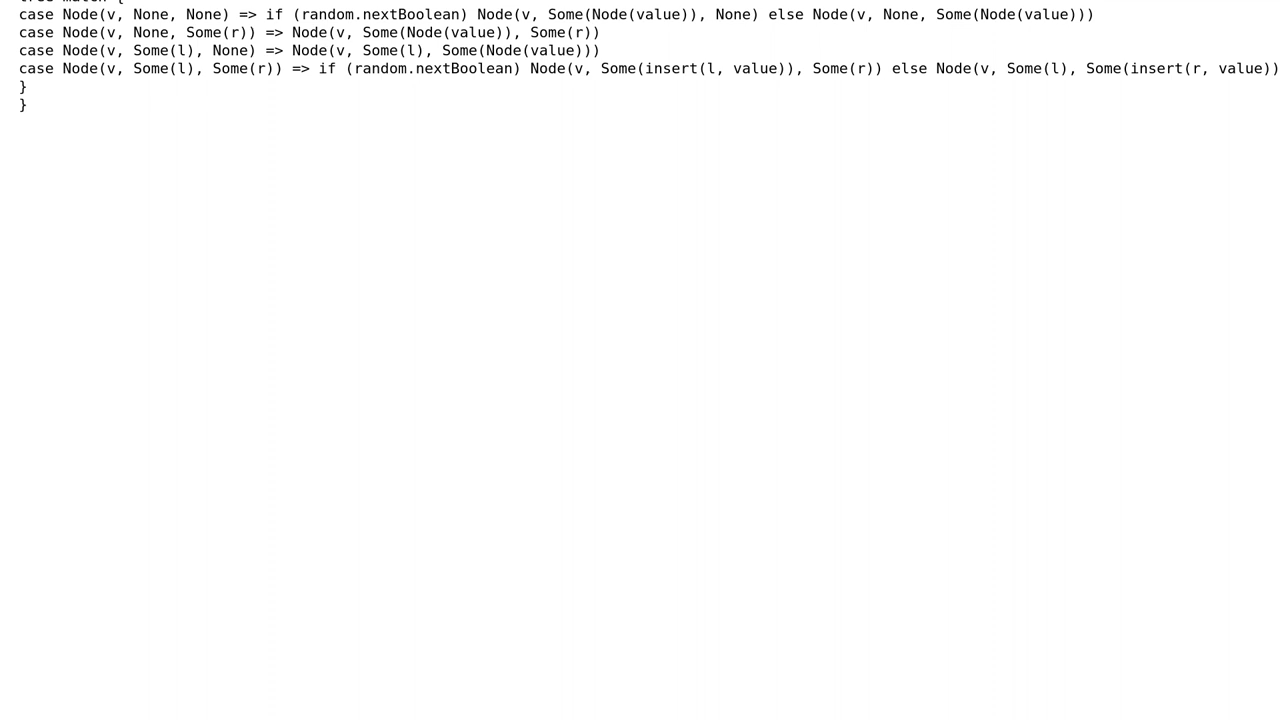 tree match {
case Node(v, None, None) => if (random.nextBoolean) Node(v, Some(Node(value)), None) else Node(v, None, Some(Node(value)))
case Node(v, None, Some(r)) => Node(v, Some(Node(value)), Some(r))
case Node(v, Some(l), None) => Node(v, Some(l), Some(Node(value)))
case Node(v, Some(l), Some(r)) => if (random.nextBoolean) Node(v, Some(insert(l, value)), Some(r)) else Node(v, Some(l), Some(insert(r, value))
}
}